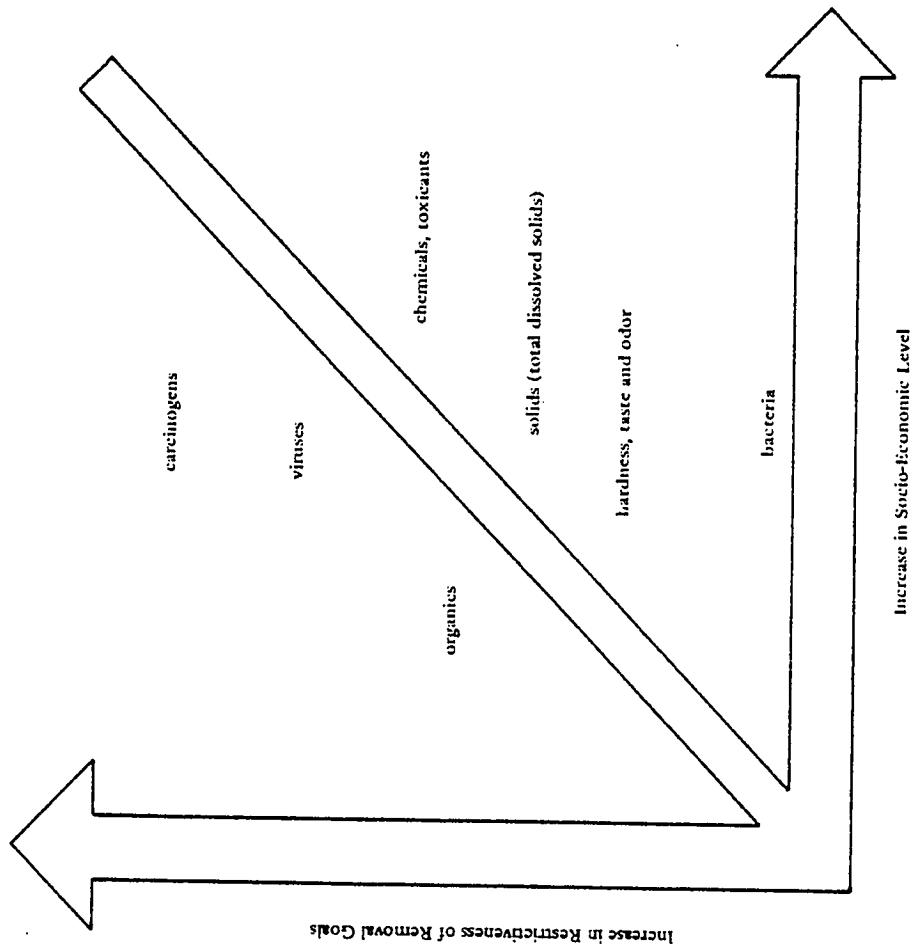 carcinogens
viruses
organics
chemicals, toxicants
solids (total dissolved solids)
hardness, taste and odor
bacteria
Increase in Socio-Economic Level
Increase in Restrictiveness of Removal Goals